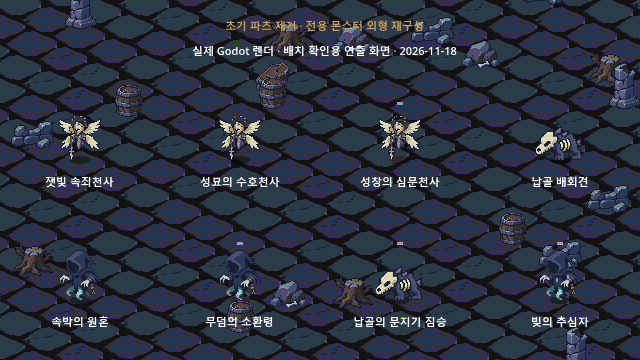 초기 파츠 제거 · 전용 몬스터 외형 재구성
실제 Godot 렌더 · 배치 확인용 연출 화면 · 2026-11-18
잿빛 속죄천사
성묘의 수호천사
성창의 심문천사
납골 배회견
속박의 원혼
무덤의 소환령
납골의 문지기 짐승
빚의 추심자